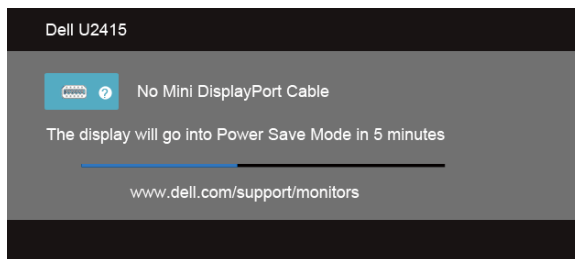 Dell U2415
No Mini DisplayPort Cable
The display will go into Power Save Mode in 5 minutes
www.dell.com/support/monitors